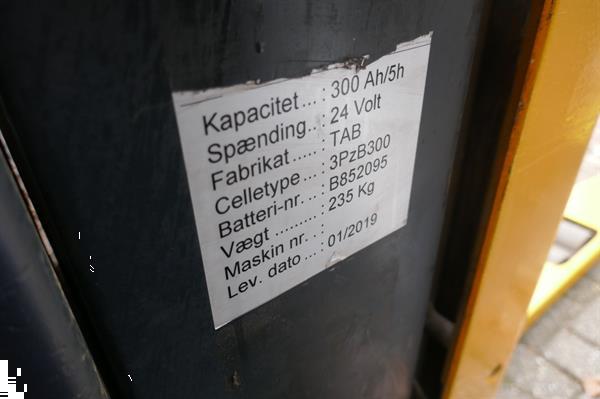 Kapacitet... : 300 Ah/5h
Spænding.. : 24 Volt
Fabrikat ..... : TAB
Celletype ... : 3PzB300
Batteri-nr. .. : B852095
Vægt ......... : 235 Kg
Maskin nr. :
Lev. dato ... : 01/2019